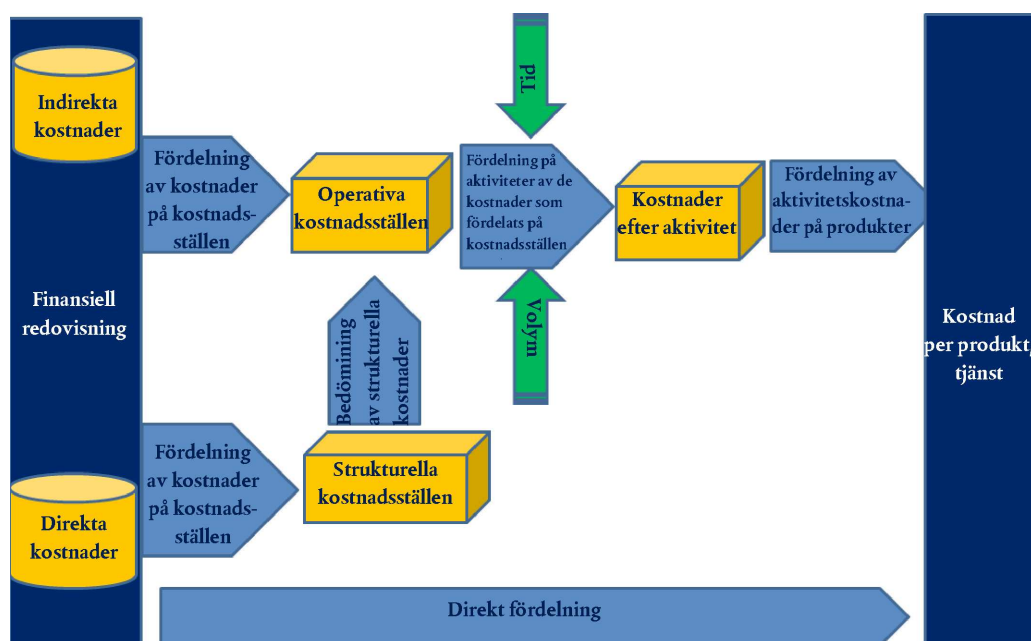 Indirekta
kostnader
Finansiell
redovisning
Direkta
kostnader
Fördelning
av kostnader
på kostnads-
ställen
Operativa
kostnadsställen
Tid
Fördelning på
aktiviteter av de
kostnader som
fördelats på
kostnadsställen
Volym
Kostnader
efter aktivitet
Fördelning av
aktivitetskostna-
der på produkter
Kostnad
per produkt,
tjänst
Bedömining
av strukturella
kostnader
Fördelning
av kostnader
på kostnads-
ställen
Strukturella
kostnadsställen
Direkt fördelning